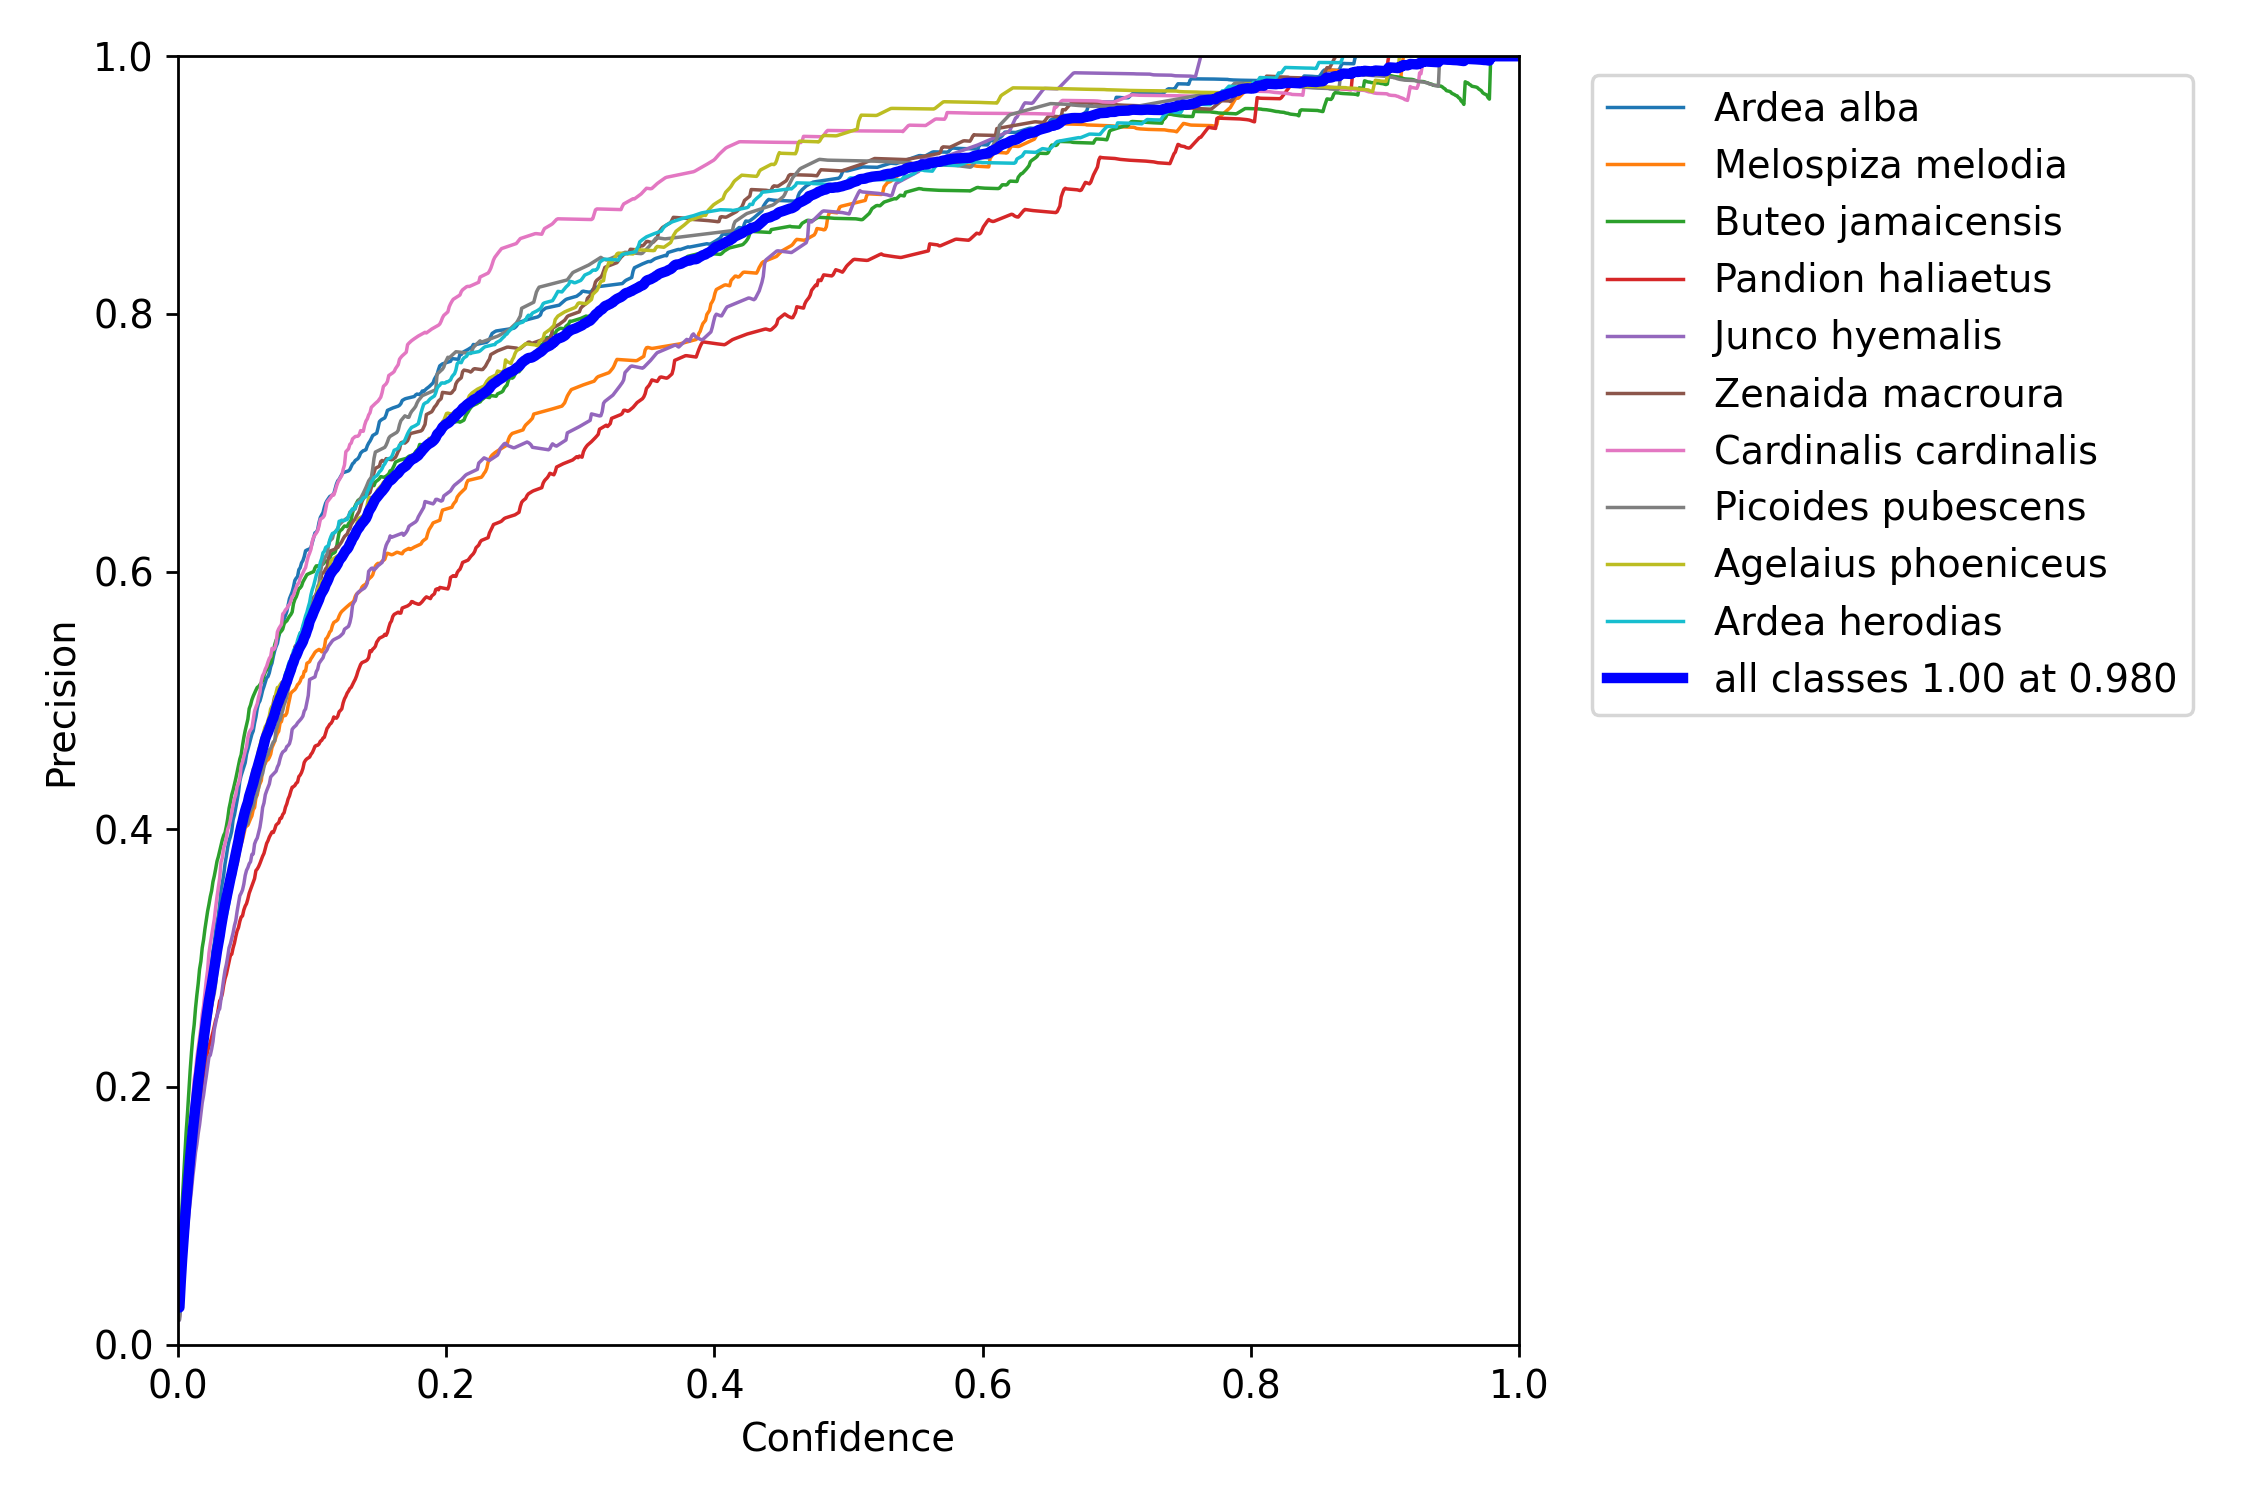 1.0
0.8
0.6
0.4
0.2
0.0
Precision
0.0 0.2 0.4 0.6 0.8 1.0
Confidence
Ardea alba
Melospiza melodia
Buteo jamaicensis
Pandion haliaetus
Junco hyemalis
Zenaida macroura
Cardinalis cardinalis
Picoides pubescens
Agelaius phoeniceus
Ardea herodias
all classes 1.00 at 0.980